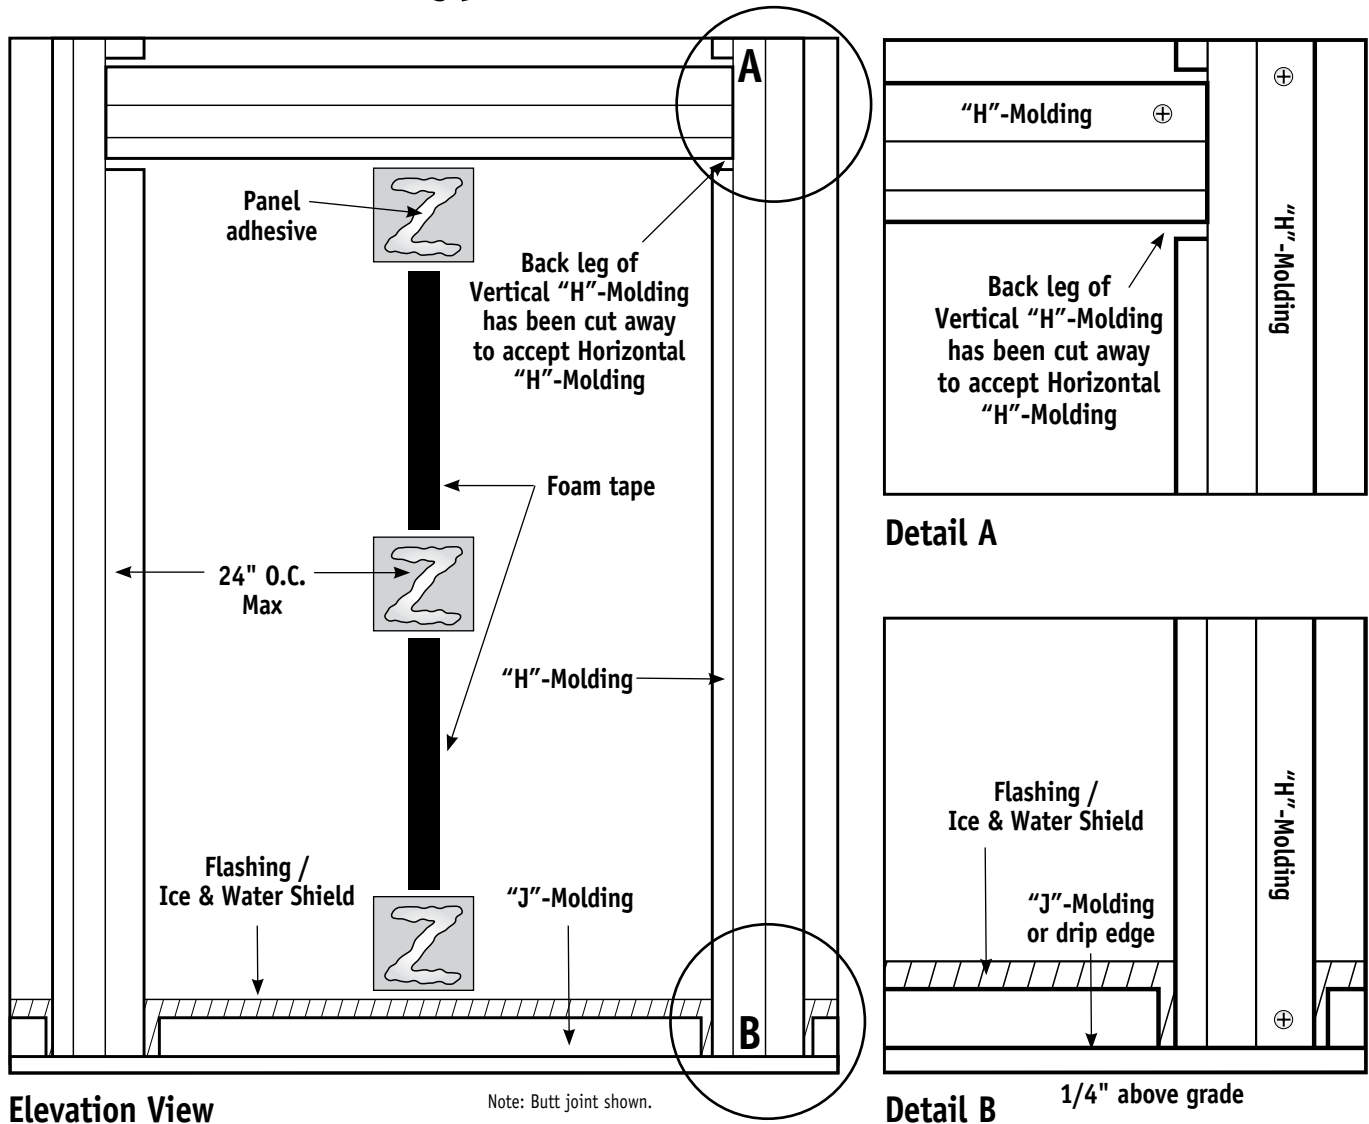 A
Panel
adhesive
Back leg of
Vertical “H”-Molding
has been cut away
to accept Horizontal
“H”-Molding
Foam tape
24" O.C.
Max
“H”-Molding
Flashing /
Ice & Water Shield
“J”-Molding
B
Elevation View
Note: Butt joint shown.
“H”-Molding
“H”-Molding
Back leg of
Vertical “H”-Molding
has been cut away
to accept Horizontal
“H”-Molding
Detail A
Flashing /
Ice & Water Shield
“H”-Molding
“J”-Molding
or drip edge
1/4" above grade
Detail B